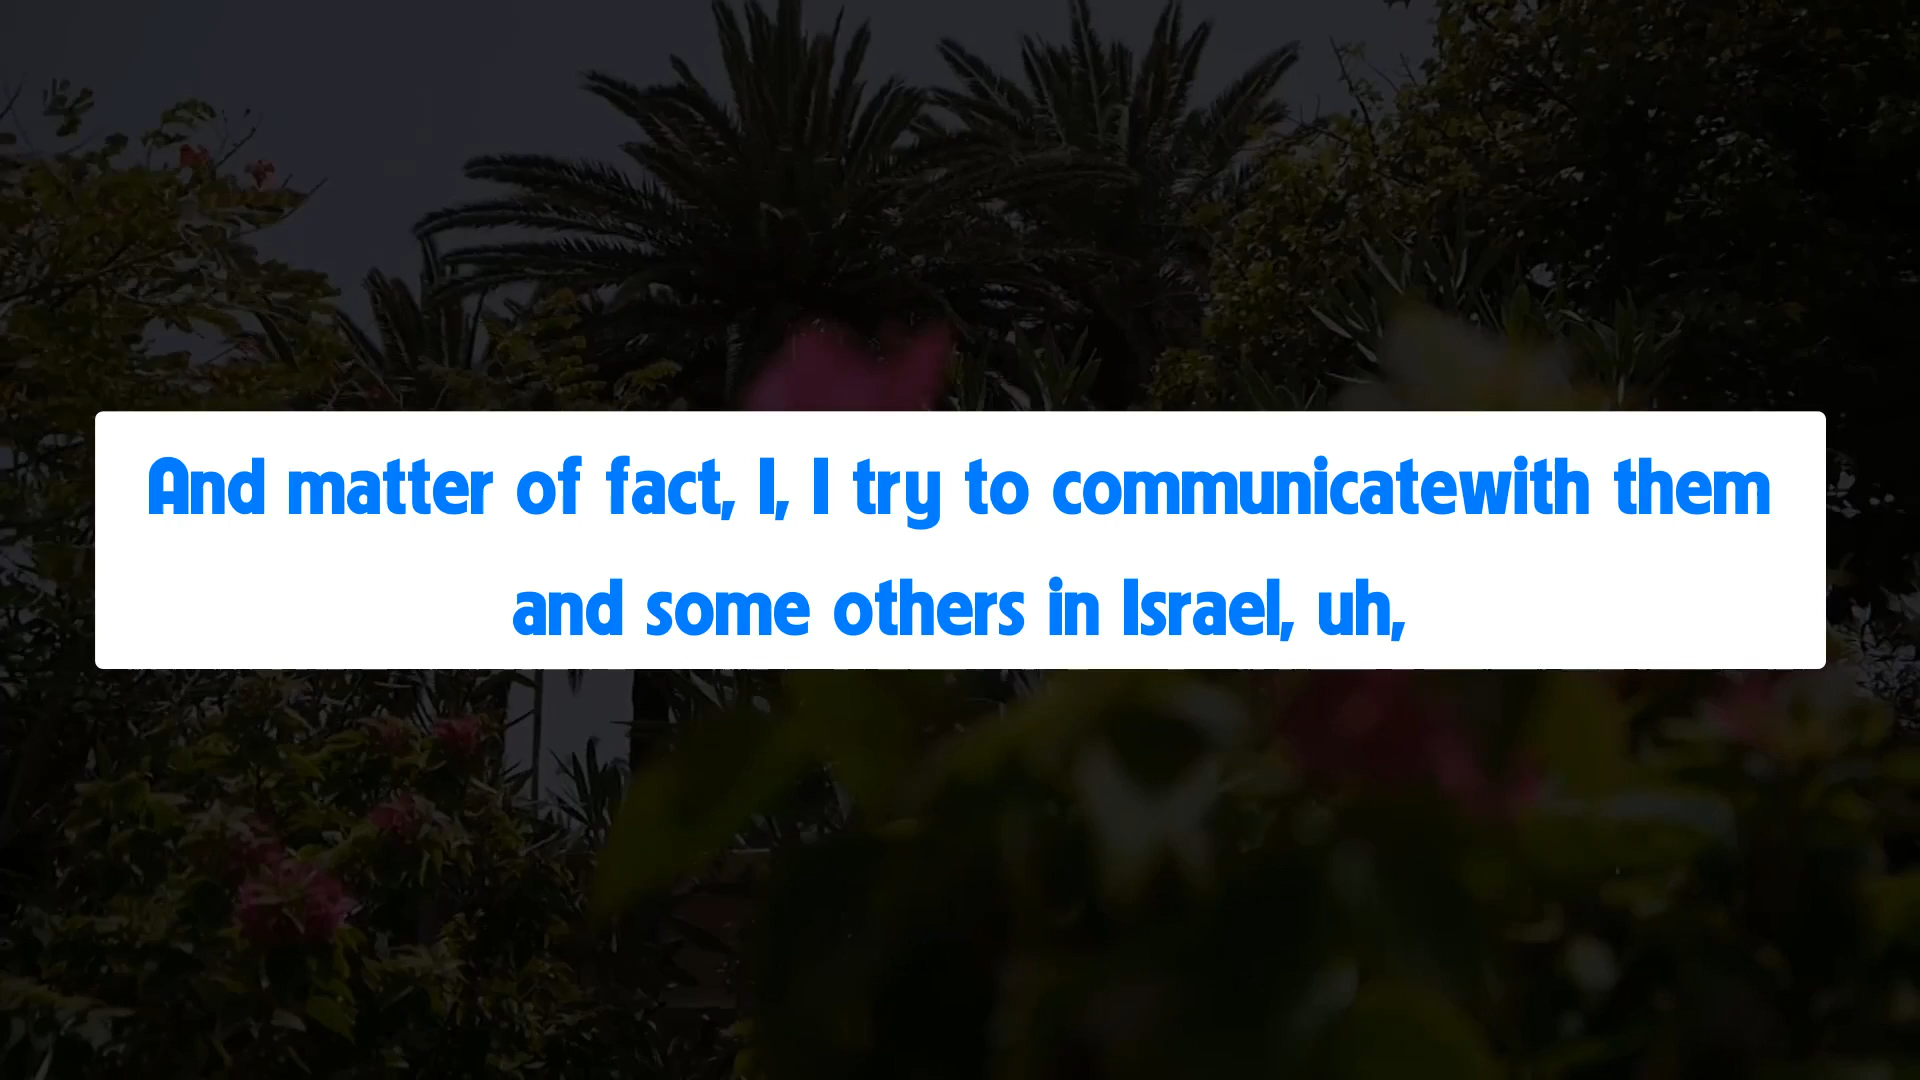 And matter of fact, I, I try to communicatewith them
and some others in Israel, uh,